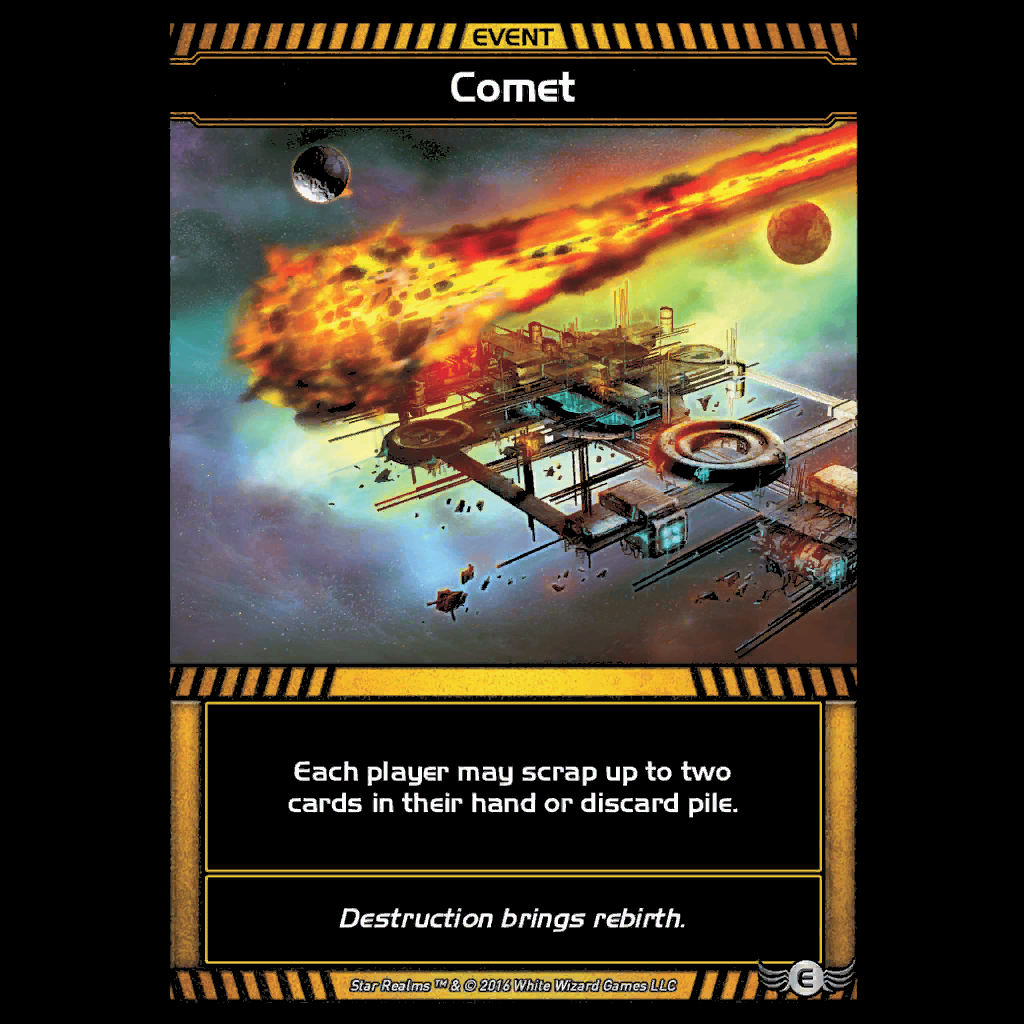 EVENT
Comet
Each player may scrap up to two
cards in their hand or discard pile.
Destruction brings rebirth.
Star Realms ™ & © 2016 White Wizard Games LLC
E